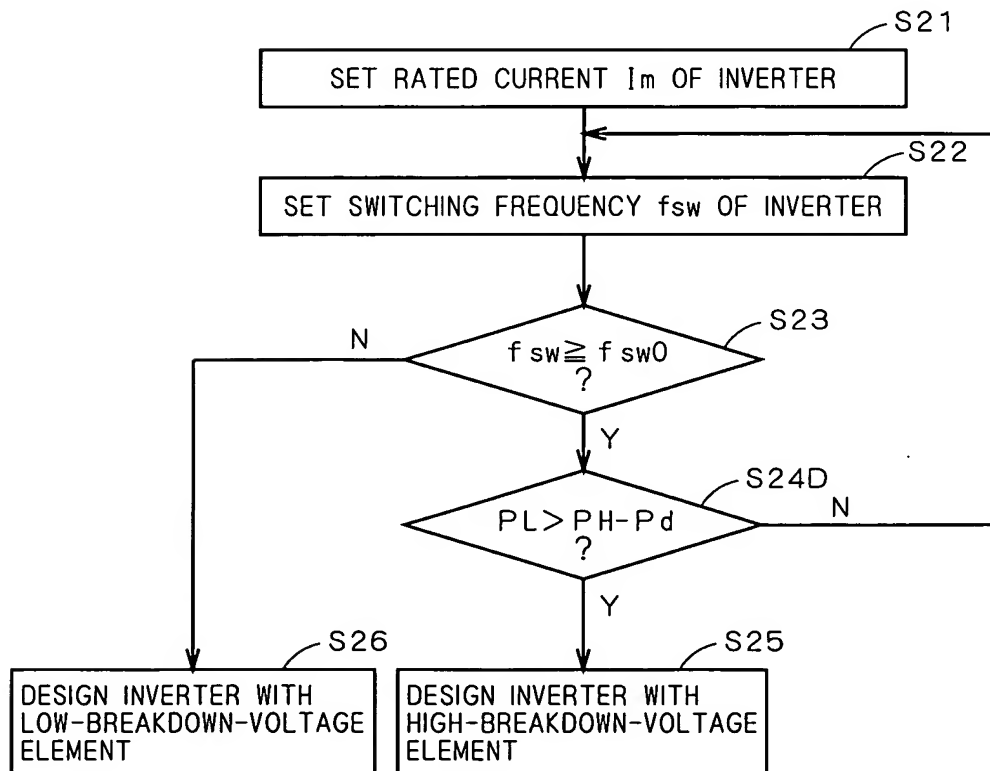 S21
SET RATED CURRENT Im OF INVERTER
S22
SET SWITCHING FREQUENCY fsw OF INVERTER
S23
N
fsw≧fsw0
?
Y
S24D
N
PL>PH-Pd
?
Y
S26
S25
DESIGN INVERTER WITH
LOW-BREAKDOWN-VOLTAGE
ELEMENT
DESIGN INVERTER WITH
HIGH-BREAKDOWN-VOLTAGE
ELEMENT